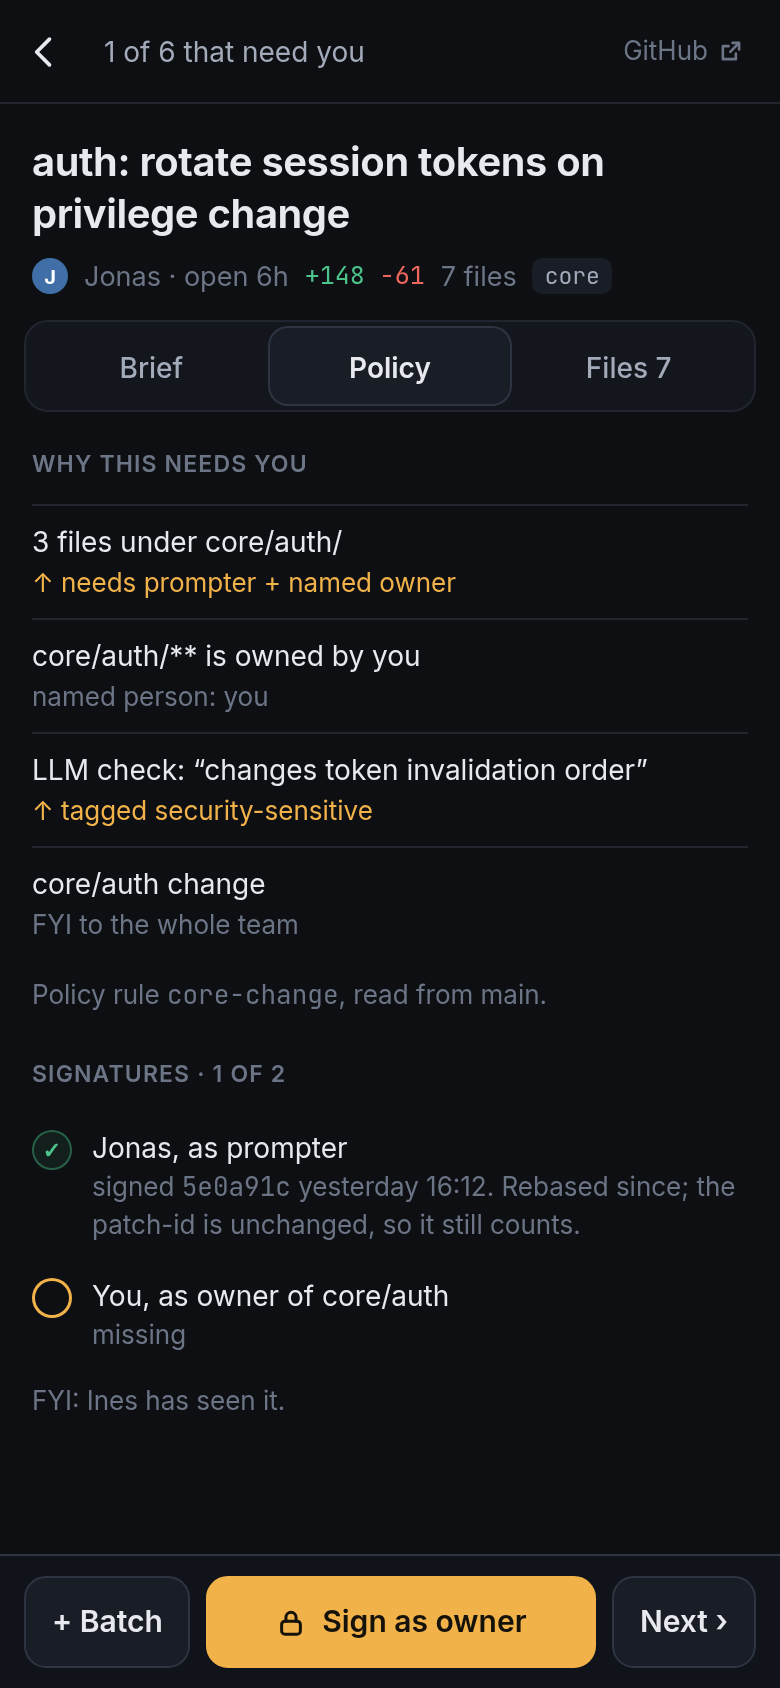 1 of 6 that need you
GitHub
auth: rotate session tokens on
privilege change
J Jonas · open 6h +148 -61 7 files core
Brief Policy Files 7
WHY THIS NEEDS YOU
3 files under core/auth/
↑ needs prompter + named owner
core/auth/** is owned by you
named person: you
LLM check: “changes token invalidation order”
↑ tagged security-sensitive
core/auth change
FYI to the whole team
Policy rule core-change, read from main.
SIGNATURES · 1 OF 2
✓ Jonas, as prompter
signed 5e0a91c yesterday 16:12. Rebased since; the
patch-id is unchanged, so it still counts.
You, as owner of core/auth
missing
FYI: Ines has seen it.
+ Batch Sign as owner Next ›